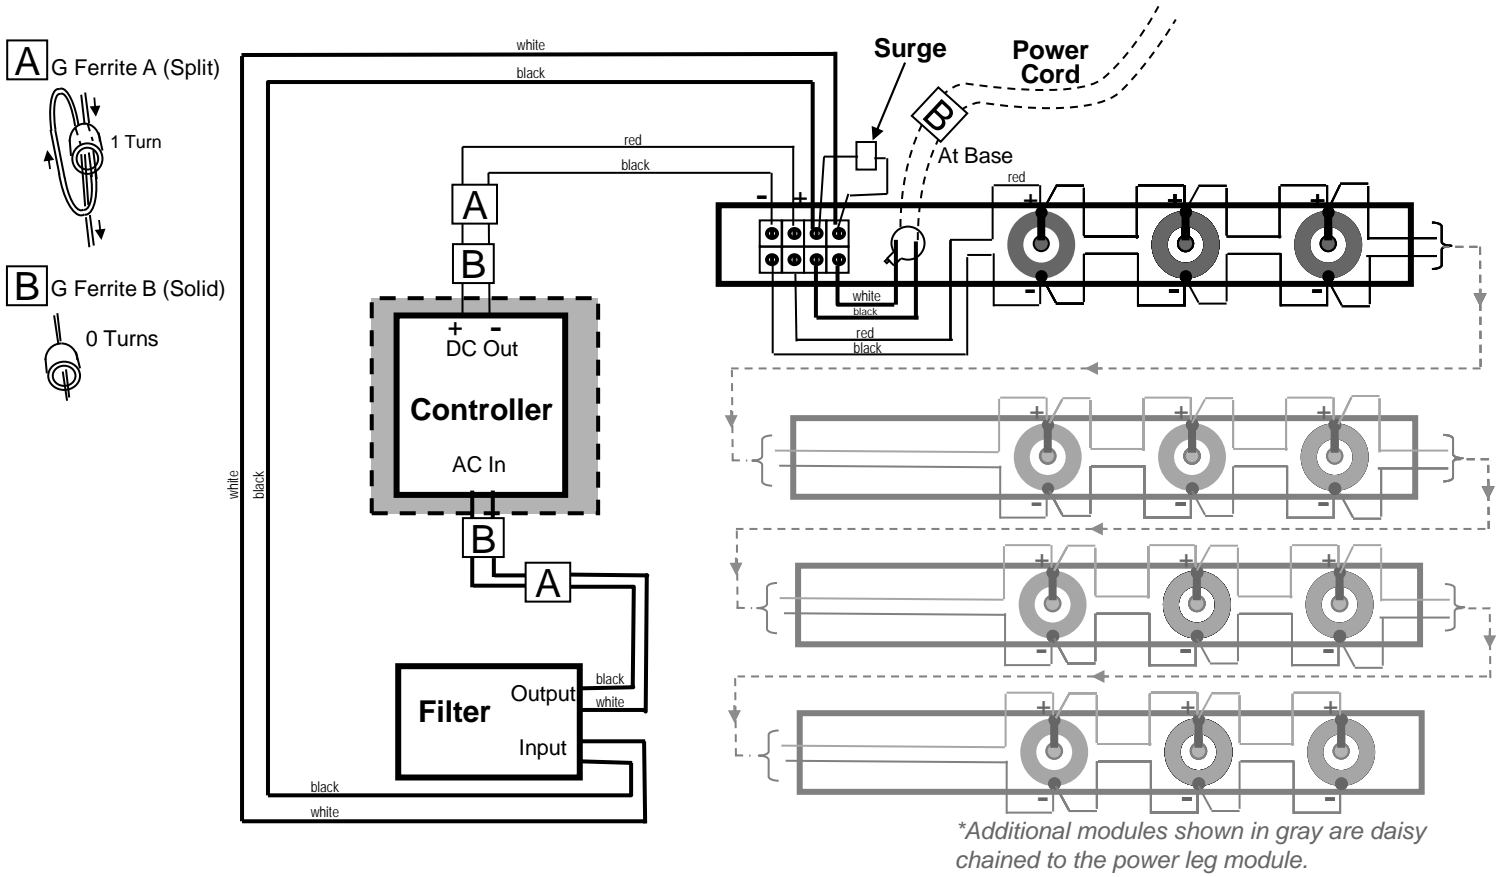 A G Ferrite A (Split)
1 Turn
B G Ferrite B (Solid)
0 Turns
white
black
red
black
Surge
Power
Cord
B
At Base
A
B
- +
red
+ + +
- - -
white
black
red
black
+ -
DC Out
Controller
AC In
B
A
white
black
Filter
Output
Input
black
white
black
white
+ + +
- - -
+ + +
- - -
+ + +
- - -
*Additional modules shown in gray are daisy
chained to the power leg module.